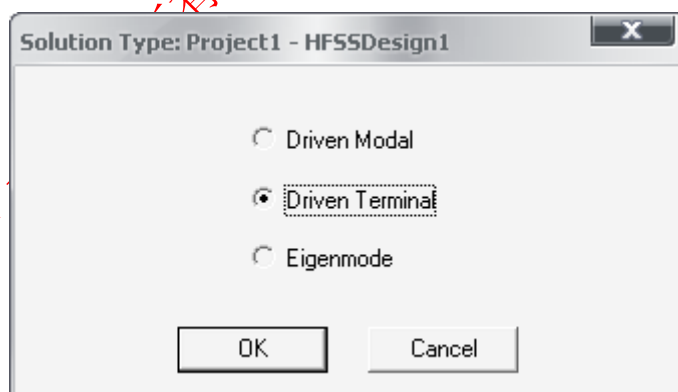 Solution Type: Project1 - HFSSDesign1
Driven Modal
Driven Terminal
Eigenmode
OK
Cancel